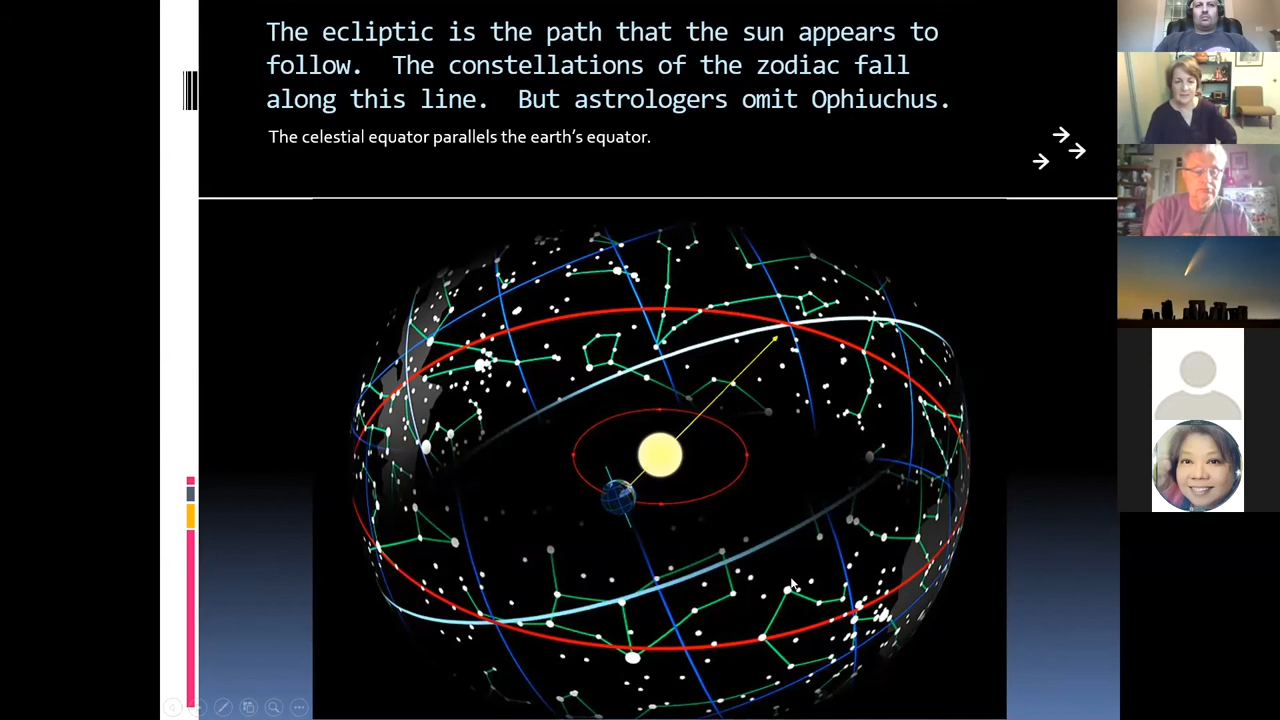 The ecliptic is the path that the sun appears to
follow.  The constellations of the zodiac fall
along this line.  But astrologers omit Ophiuchus.
The celestial equator parallels the earth’s equator.